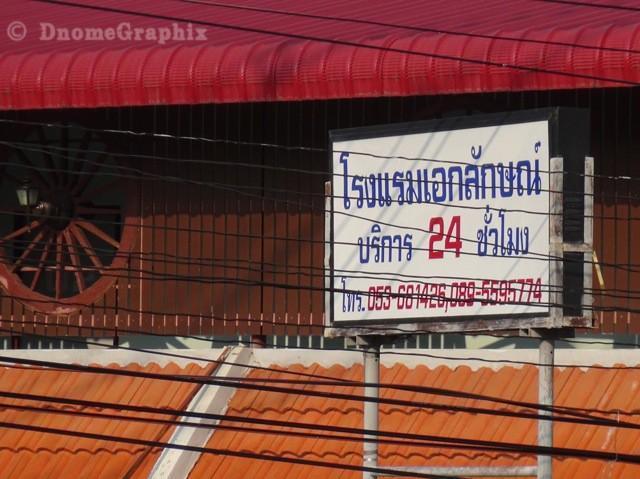 © DnomeGraphix
โรงแรมเอกลักษณ์
บริการ 24 ชั่วโมง
โทร. 053-661426,089-5595774